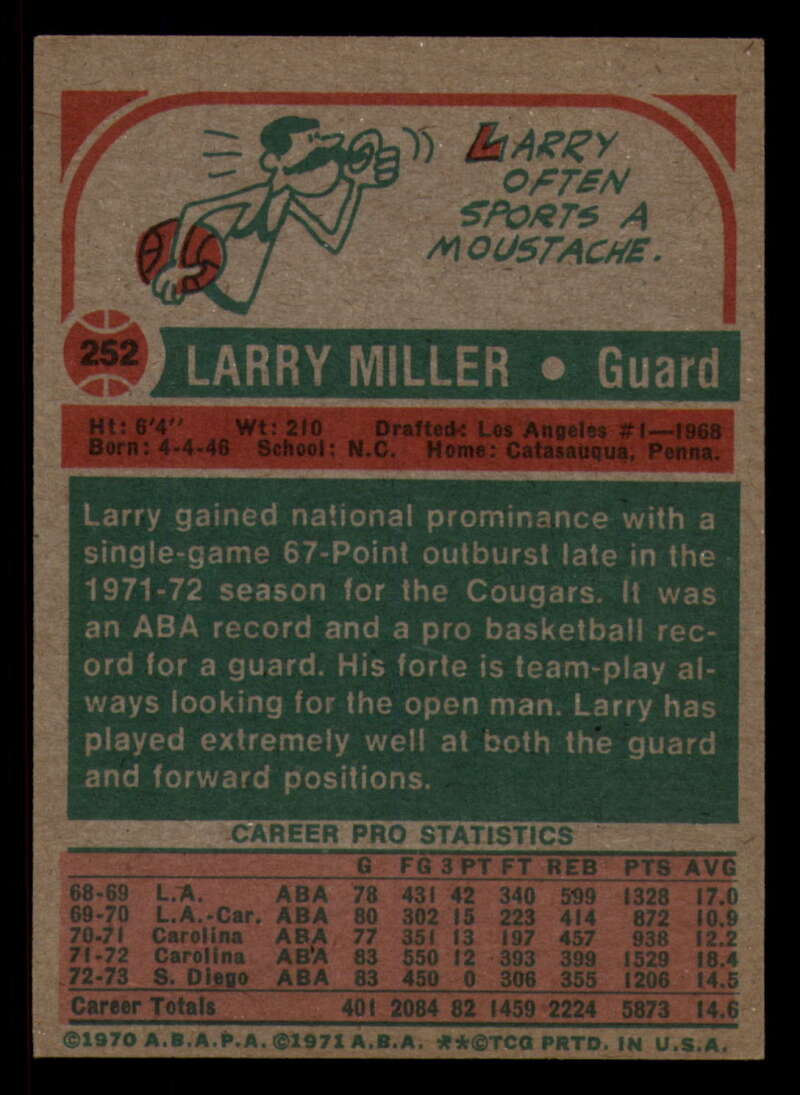 LARRY
OFTEN
SPORTS A
MOUSTACHE.
252 LARRY MILLER • Guard
Ht: 6'4" Wt: 210 Drafted: Los Angeles #1—1968
Born: 4-4-46 School: N.C. Home: Catasauqua, Penna.
Larry gained national prominance with a
single-game 67-Point outburst late in the
1971-72 season for the Cougars. It was
an ABA record and a pro basketball rec-
ord for a guard. His forte is team-play al-
ways looking for the open man. Larry has
played extremely well at both the guard
and forward positions.
CAREER PRO STATISTICS
G FG 3 PT FT REB PTS AVG
68-69 L.A. ABA 78 431 42 340 599 1328 17.0
69-70 L.A.-Car. ABA 80 302 15 223 414 872 10.9
70-71 Carolina ABA 77 351 13 197 457 938 12.2
71-72 Carolina ABA 83 550 12 393 399 1529 18.4
72-73 S. Diego ABA 83 450 0 306 355 1206 14.5
Career Totals 401 2084 82 1459 2224 5873 14.6
©1970 A.B.A.P.A. ©1971 A.B.A. **©TCG PRTD. IN U.S.A.